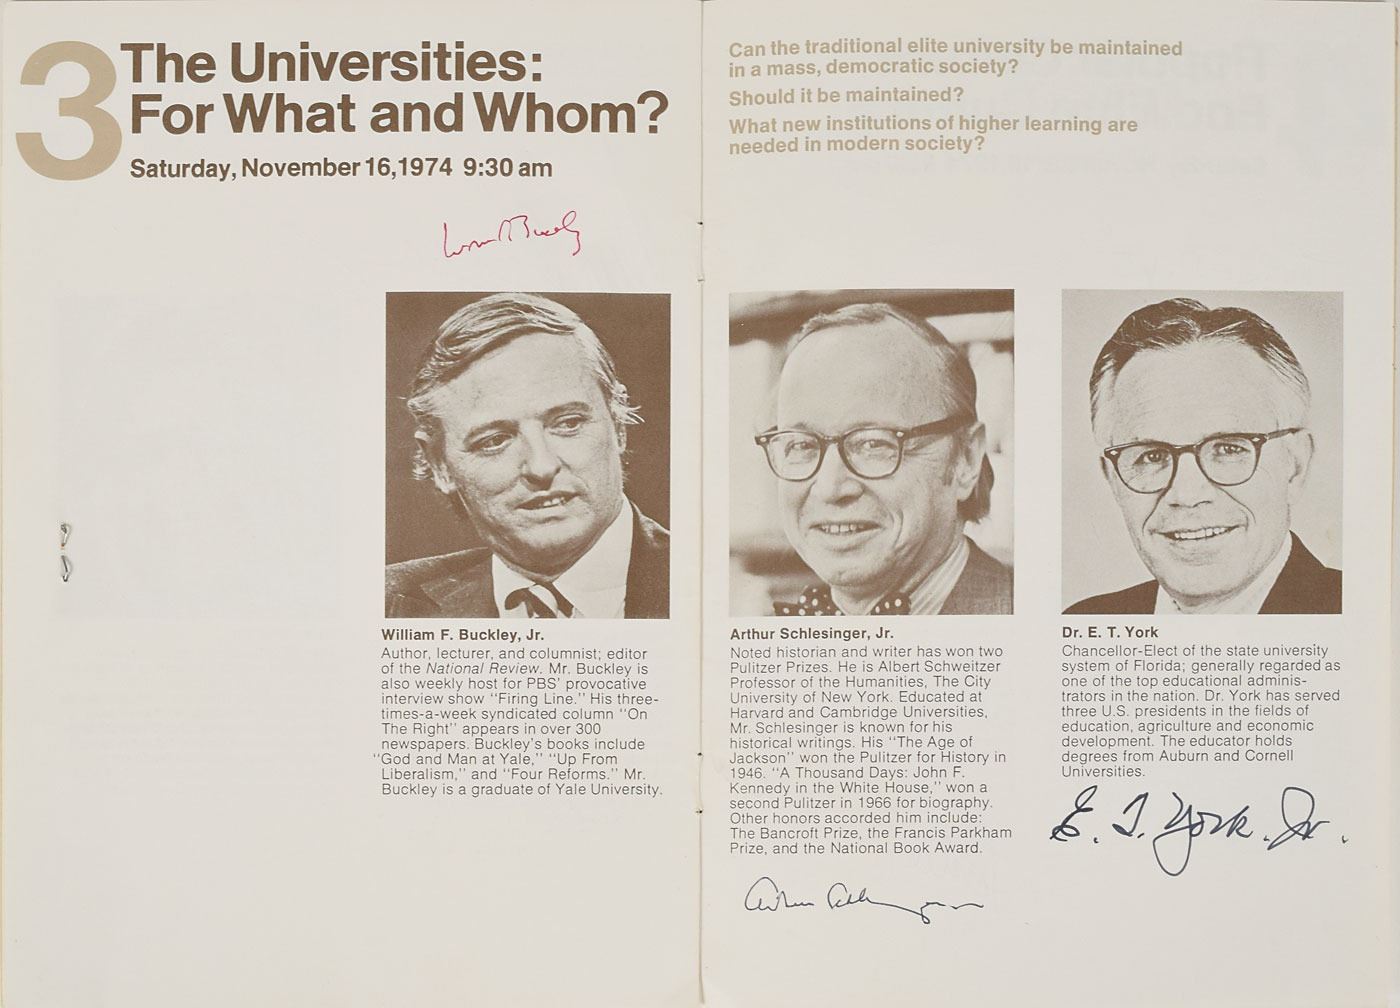 3
The Universities:
For What and Whom?
Saturday, November 16, 1974 9:30 am
William F. Buckley, Jr.
Author, lecturer, and columnist; editor
of the National Review. Mr. Buckley is
also weekly host for PBS' provocative
interview show "Firing Line." His three-
times-a-week syndicated column "On
The Right" appears in over 300
newspapers. Buckley's books include
"God and Man at Yale," "Up From
Liberalism," and "Four Reforms." Mr.
Buckley is a graduate of Yale University.
Can the traditional elite university be maintained
in a mass, democratic society?
Should it be maintained?
What new institutions of higher learning are
needed in modern society?
Arthur Schlesinger, Jr.
Noted historian and writer has won two
Pulitzer Prizes. He is Albert Schweitzer
Professor of the Humanities, The City
University of New York. Educated at
Harvard and Cambridge Universities,
Mr. Schlesinger is known for his
historical writings. His "The Age of
Jackson" won the Pulitzer for History in
1946. "A Thousand Days: John F.
Kennedy in the White House," won a
second Pulitzer in 1966 for biography.
Other honors accorded him include:
The Bancroft Prize, the Francis Parkham
Prize, and the National Book Award.
Dr. E. T. York
Chancellor-Elect of the state university
system of Florida; generally regarded as
one of the top educational adminis-
trators in the nation. Dr. York has served
three U.S. presidents in the fields of
education, agriculture and economic
development. The educator holds
degrees from Auburn and Cornell
Universities.
E. T. York. Jr.